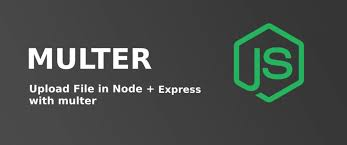 MULTER
Upload File in Node + Express
with multer
JS